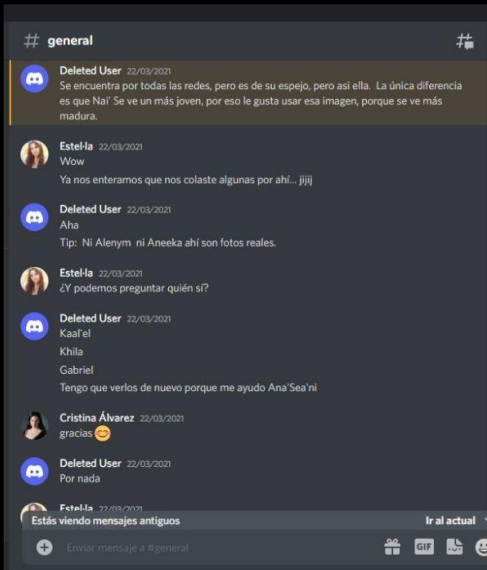 general
Deleted User 22/03/2021
Se encuentra por todas las redes, pero es de su espejo, pero asi ella. La única diferencia
es que Nai' Se ve un más joven, por eso le gusta usar esa imagen, porque se ve más
madura.
Estel·la 22/03/2021
Wow
Ya nos enteramos que nos colaste algunas por ahí... jijij
Deleted User 22/03/2021
Aha
Tip: Ni Alenym ni Aneeka ahí son fotos reales.
Estel·la 22/03/2021
¿Y podemos preguntar quién sí?
Deleted User 22/03/2021
Kaal'el
Khila
Gabriel
Tengo que verlos de nuevo porque me ayudo Ana'Sea'ni
Cristina Álvarez 22/03/2021
gracias
Deleted User 22/03/2021
Por nada
Estel·la 22/03/2021
Estás viendo mensajes antiguos Ir al actual
Enviar mensaje a #general GIF